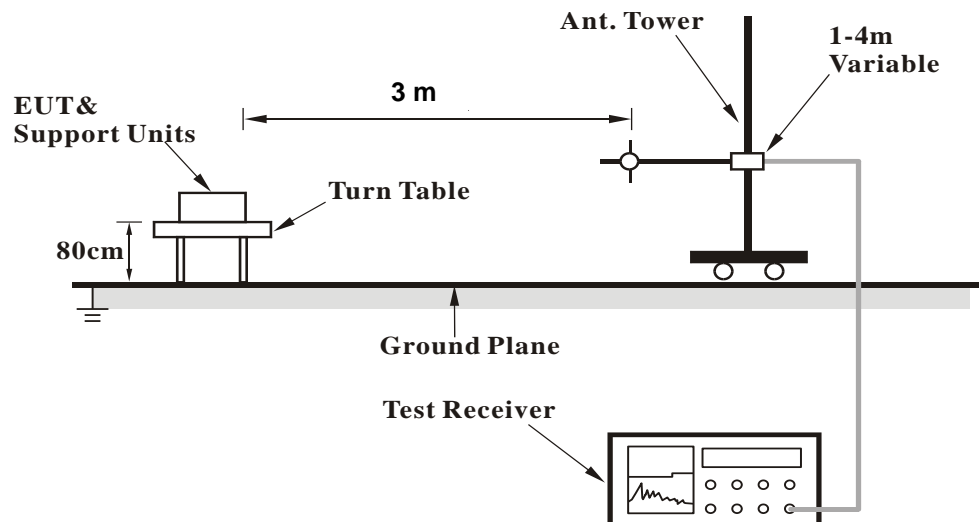 Ant. Tower
1-4m
Variable
3 m
EUT&
Support Units
Turn Table
80cm
Ground Plane
Test Receiver